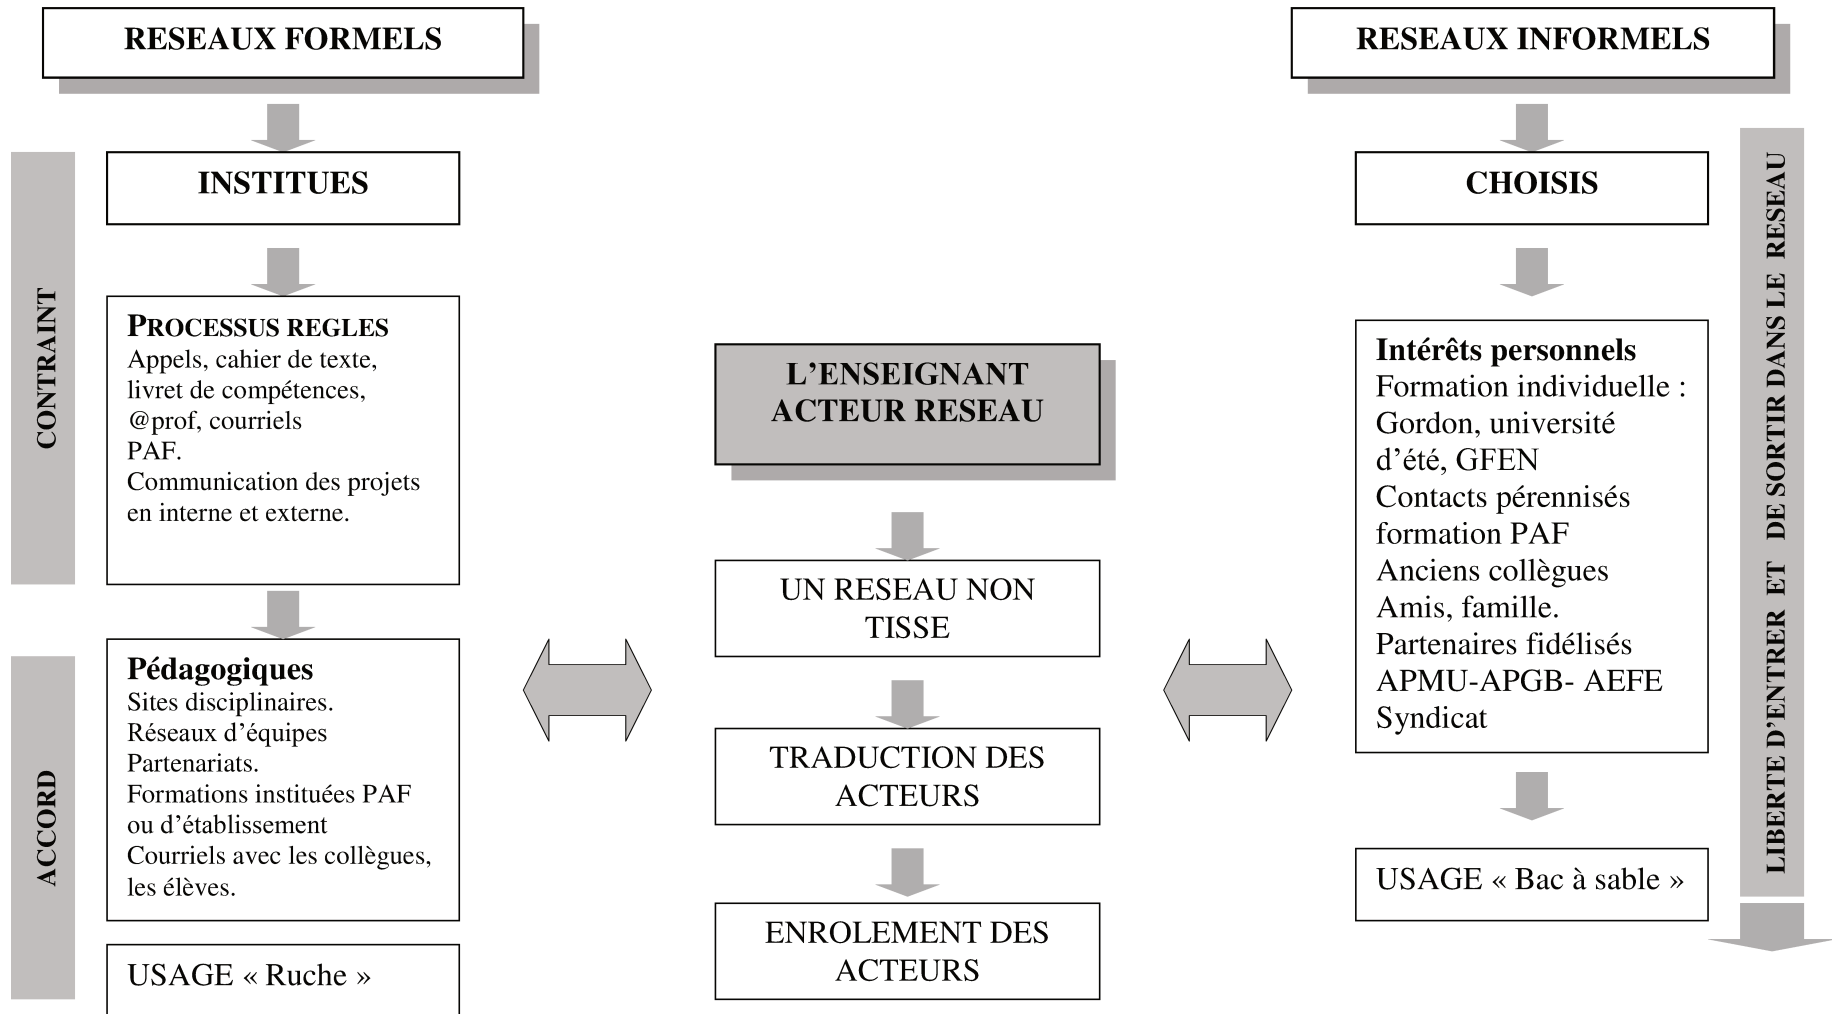 RESEAUX FORMELS
INSTITUES
CONTRAINT
PROCESSUS REGLES
Appels, cahier de texte,
livret de compétences,
@prof, courriels
PAF.
Communication des projets
en interne et externe.
ACCORD
Pédagogiques
Sites disciplinaires.
Réseaux d’équipes
Partenariats.
Formations instituées PAF
ou d’établissement
Courriels avec les collègues,
les élèves.
USAGE « Ruche »
L’ENSEIGNANT
ACTEUR RESEAU
UN RESEAU NON
TISSE
TRADUCTION DES
ACTEURS
ENROLEMENT DES
ACTEURS
RESEAUX INFORMELS
CHOISIS
Intérêts personnels
Formation individuelle :
Gordon, université
d’été, GFEN
Contacts pérennisés
formation PAF
Anciens collègues
Amis, famille.
Partenaires fidélisés
APMU-APGB- AEFE
Syndicat
USAGE « Bac à sable »
LIBERTE D’ENTRER ET DE SORTIR DANS LE RESEAU